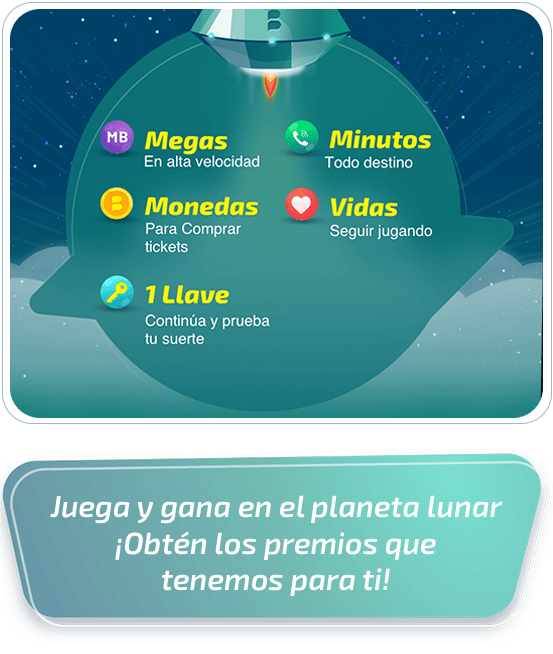 MB
Megas
En alta velocidad
Minutos
Todo destino
Monedas
Para Comprar
tickets
Vidas
Seguir jugando
1 Llave
Continúa y prueba
tu suerte
Juega y gana en el planeta lunar
¡Obtén los premios que
tenemos para ti!